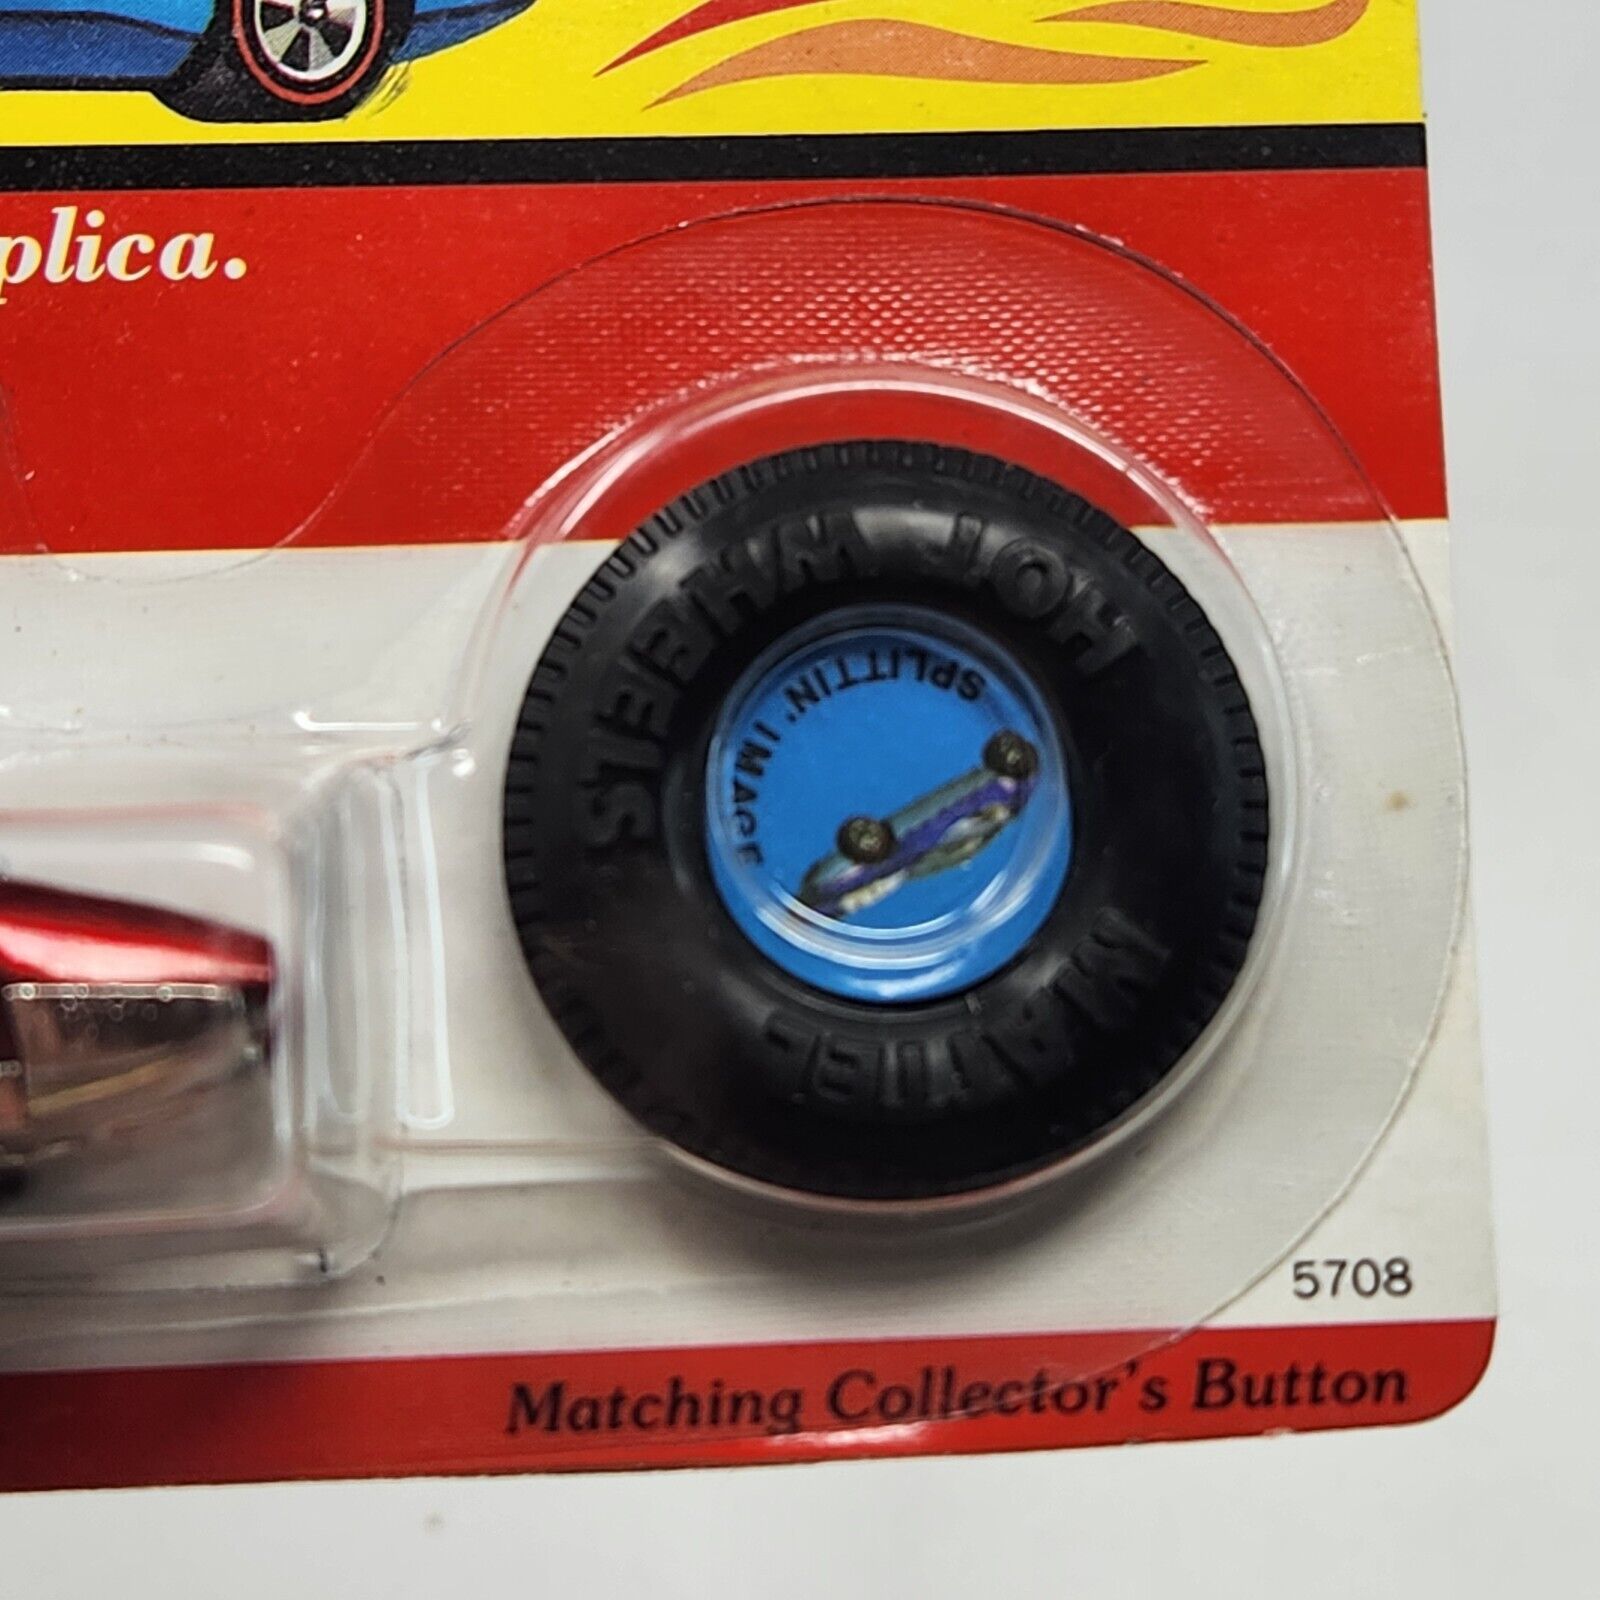 plica.
HOT WHEELS
SPLITTIN' IMAGE
MATTEL
5708
Matching Collector's Button